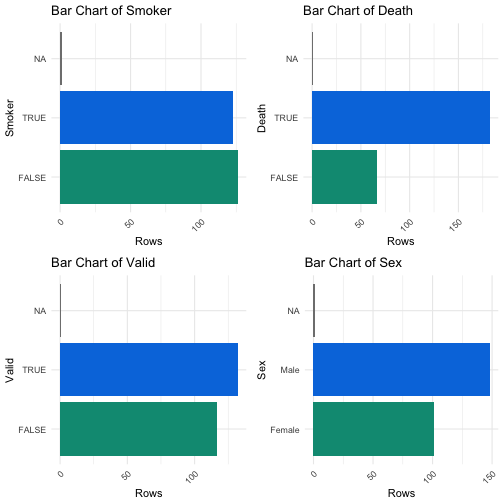 Bar Chart of Smoker
Smoker
NA
TRUE
FALSE
0
50
100
Rows
Bar Chart of Death
Death
NA
TRUE
FALSE
0
50
100
150
Rows
Bar Chart of Valid
Valid
NA
TRUE
FALSE
0
50
100
Rows
Bar Chart of Sex
Sex
NA
Male
Female
0
50
100
150
Rows